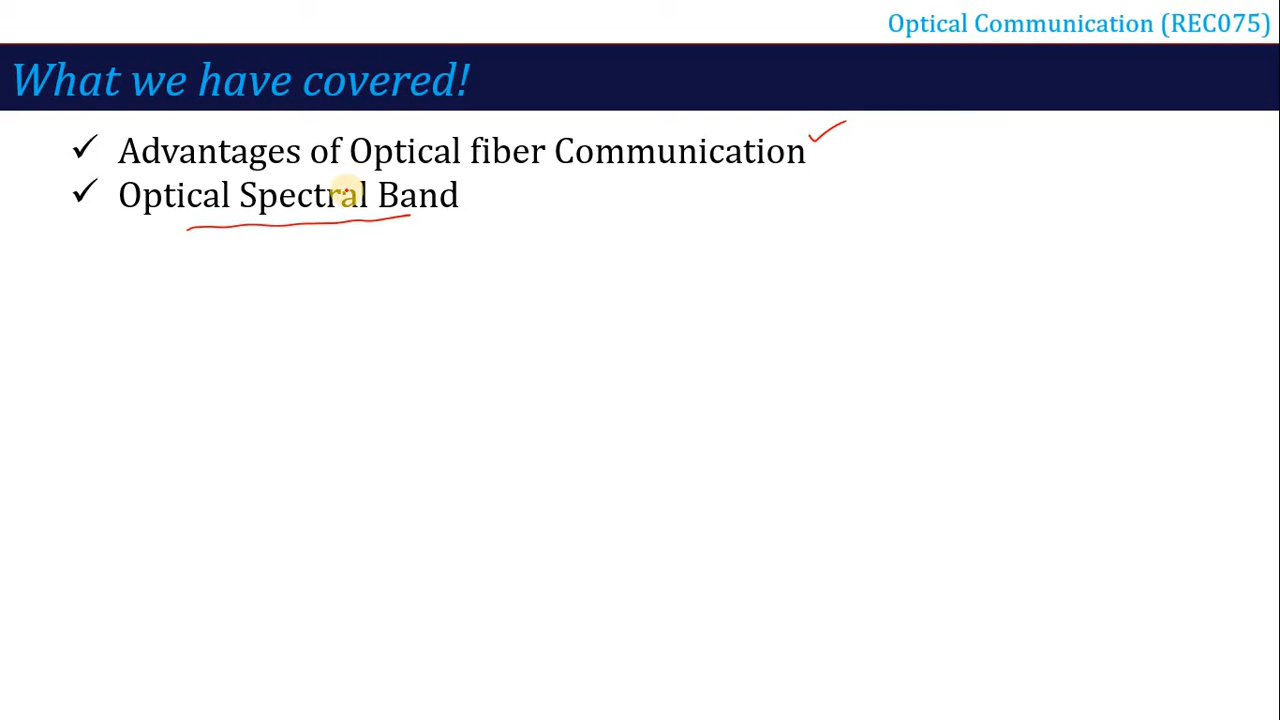 Optical Communication (REC075)
What we have covered!
✓ Advantages of Optical fiber Communication
✓ Optical Spectral Band